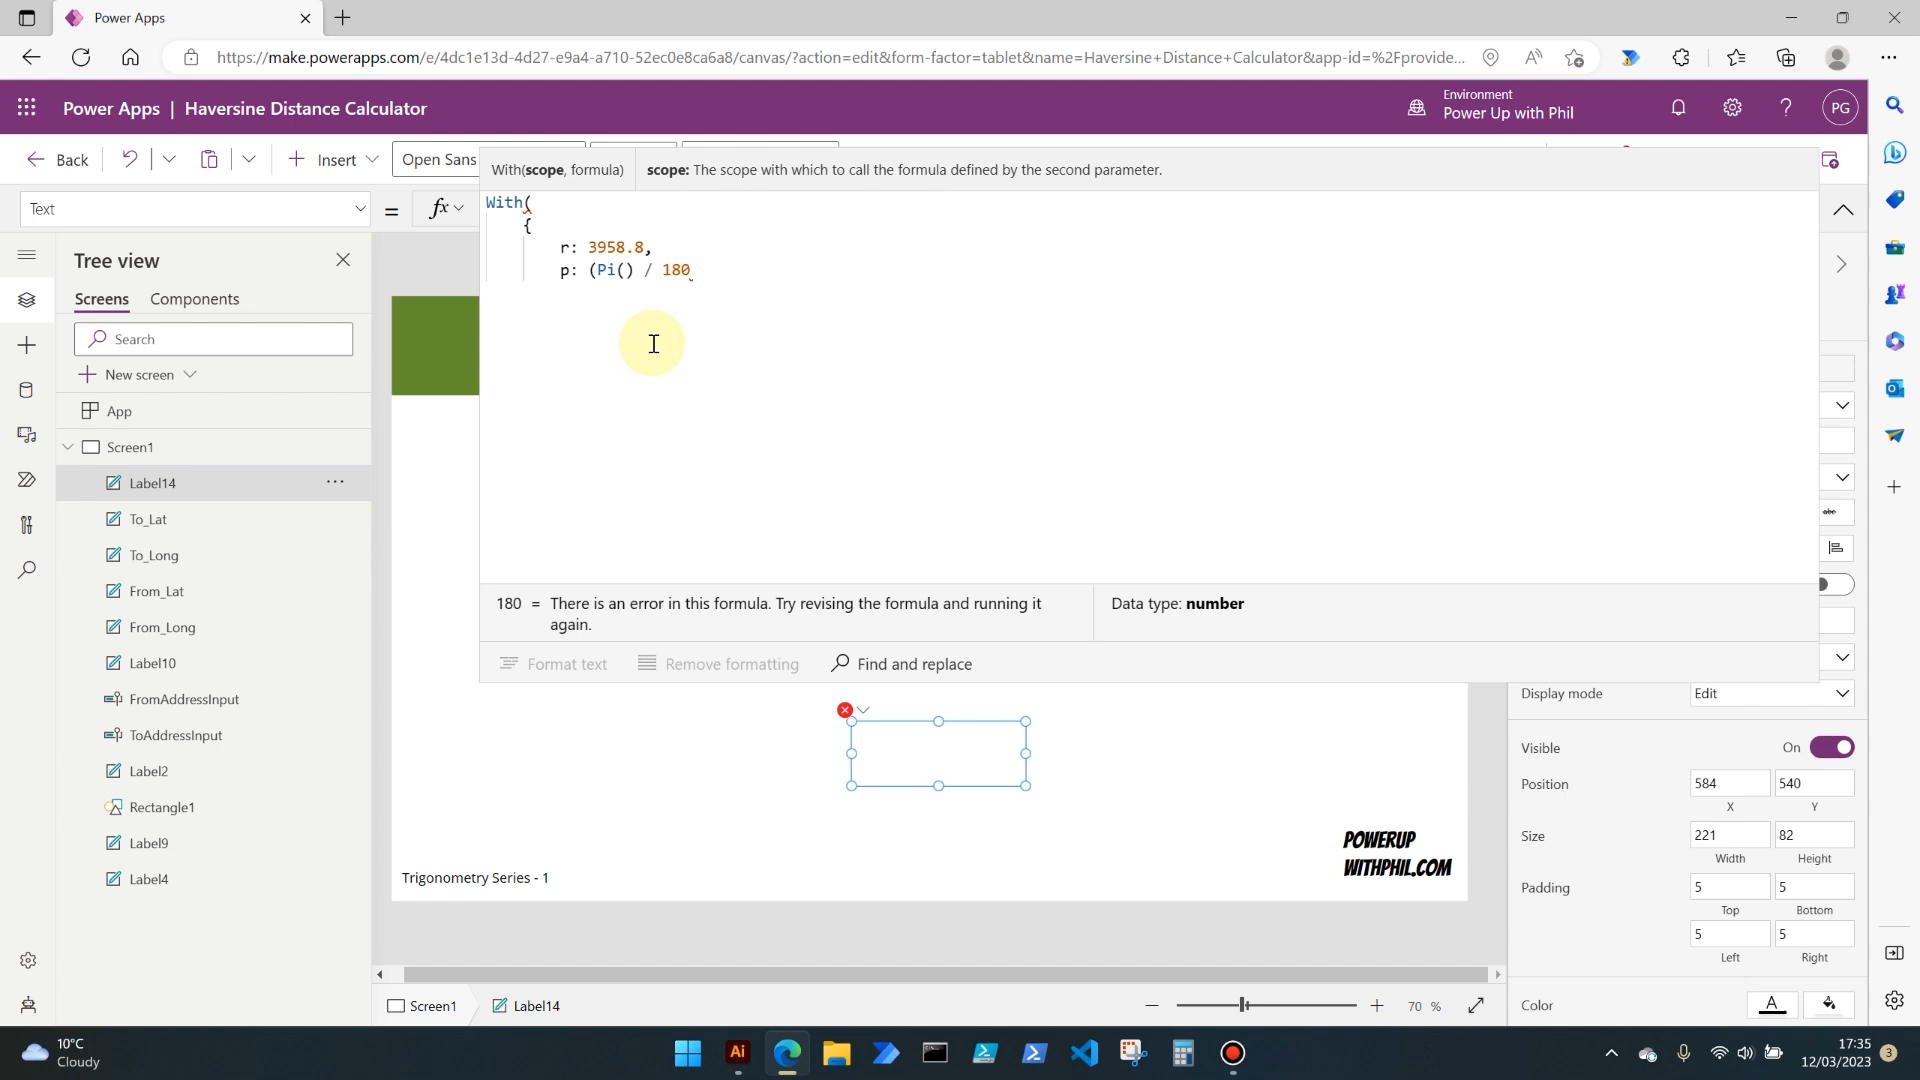 Power Apps
https://make.powerapps.com/e/4dc1e13d-4d27-e9a4-a710-52ec0e8ca6a8/canvas/?action=edit&form-factor=tablet&name=Haversine+Distance+Calculator&app-id=%2Fprovide...
Power Apps | Haversine Distance Calculator
Environment
Power Up with Phil
PG
Back
Insert
Open Sans
With(scope, formula)
scope: The scope with which to call the formula defined by the second parameter.
Text
=
fx
With(
{
r: 3958.8,
p: (Pi() / 180
Tree view
Screens
Components
Search
New screen
App
Screen1
Label14
To_Lat
To_Long
From_Lat
From_Long
Label10
FromAddressInput
ToAddressInput
Label2
Rectangle1
Label9
Label4
180 = There is an error in this formula. Try revising the formula and running it
again.
Data type: number
Format text
Remove formatting
Find and replace
abc
Display mode
Edit
Visible
On
Position
584
540
X
Y
Size
221
82
Width
Height
Padding
5
5
Top
Bottom
5
5
Left
Right
Color
A
POWERUP
WITHPHIL.COM
Trigonometry Series - 1
Screen1
Label14
70 %
10°C
Cloudy
Ai
17:35
12/03/2023
3